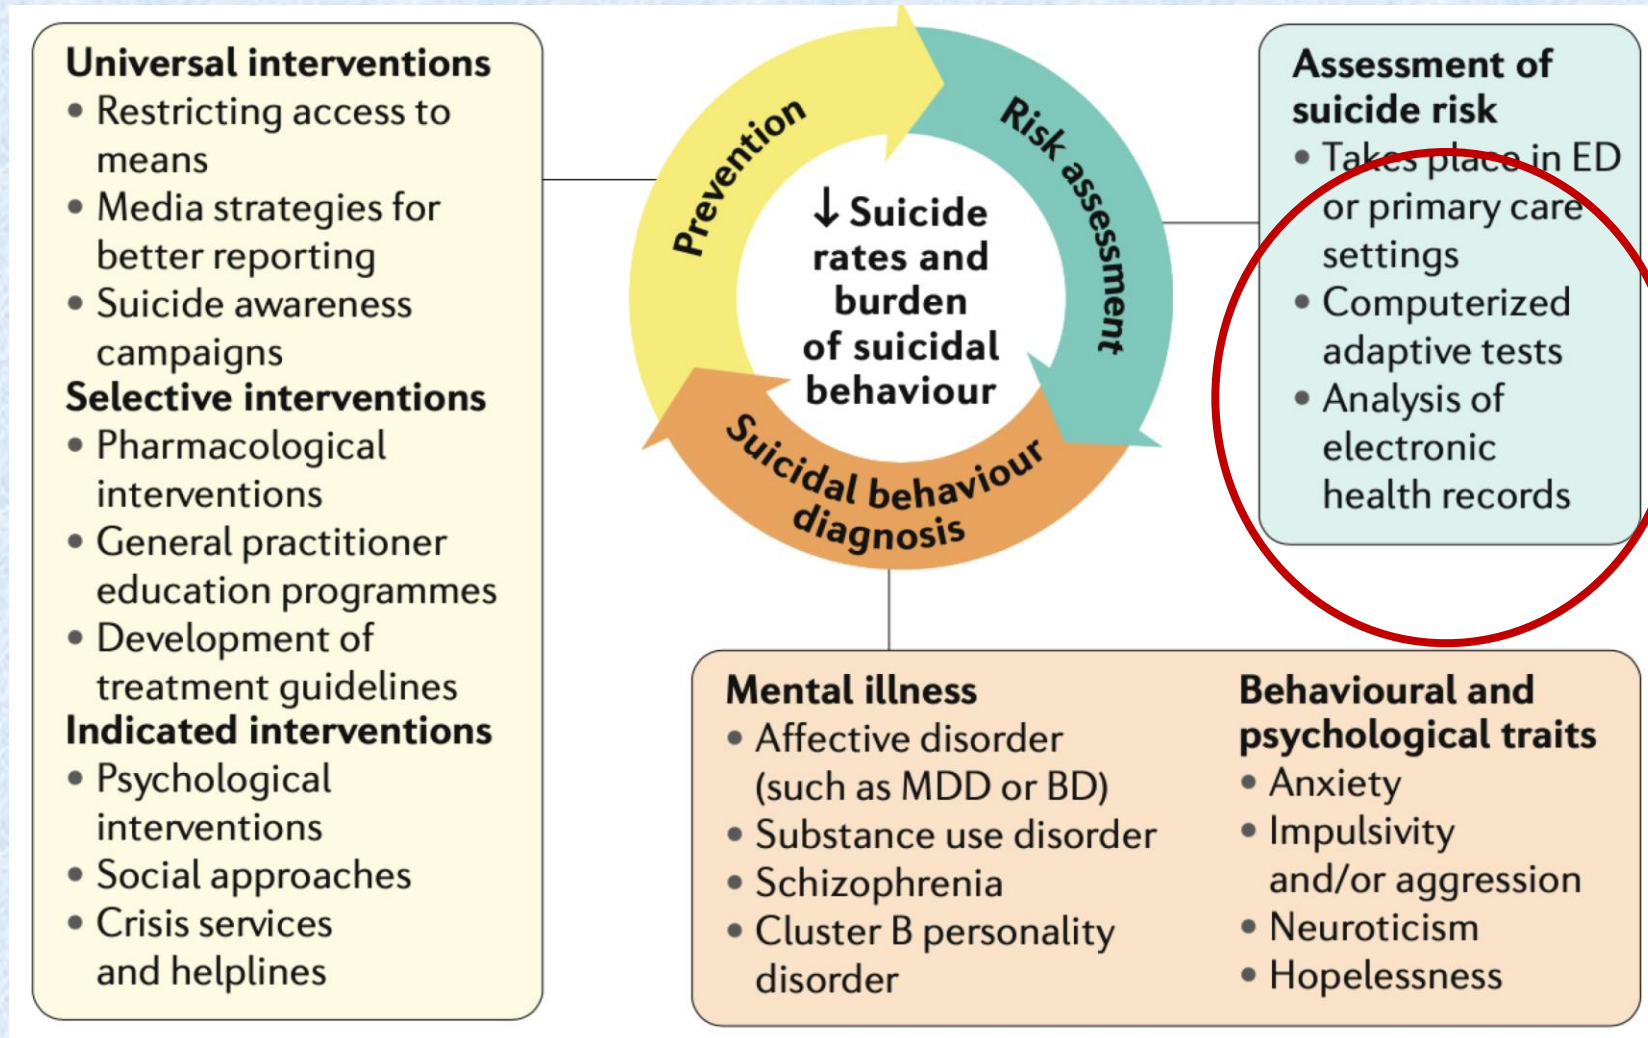 Universal interventions
• Restricting access to
means
• Media strategies for
better reporting
• Suicide awareness
campaigns
Selective interventions
• Pharmacological
interventions
• General practitioner
education programmes
• Development of
treatment guidelines
Indicated interventions
• Psychological
interventions
• Social approaches
• Crisis services
and helplines
Prevention
Risk assessment
Suicidal behaviour
diagnosis
↓ Suicide
rates and
burden
of suicidal
behaviour
Assessment of
suicide risk
• Takes place in ED
or primary care
settings
• Computerized
adaptive tests
• Analysis of
electronic
health records
Mental illness
• Affective disorder
(such as MDD or BD)
• Substance use disorder
• Schizophrenia
• Cluster B personality
disorder
Behavioural and
psychological traits
• Anxiety
• Impulsivity
and/or aggression
• Neuroticism
• Hopelessness